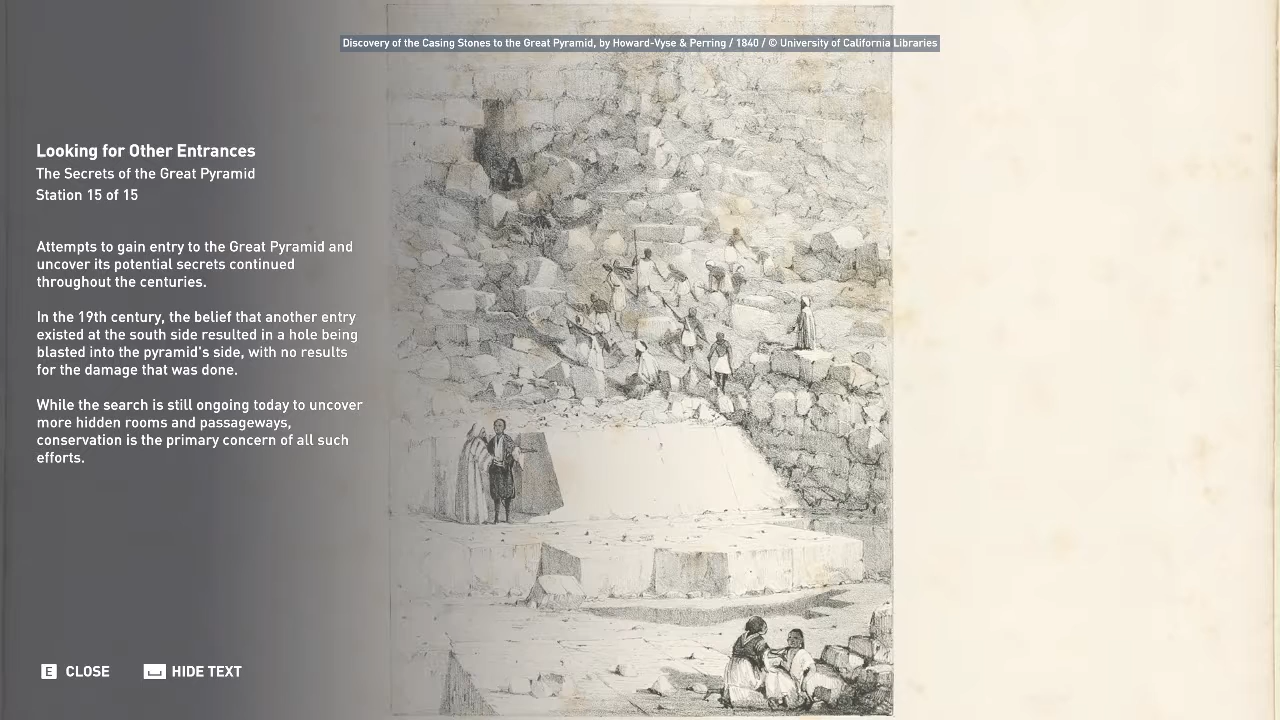 Discovery of the Casing Stones to the Great Pyramid, by Howard-Vyse & Perring / 1840 / © University of California Libraries
Looking for Other Entrances
The Secrets of the Great Pyramid
Station 15 of 15
Attempts to gain entry to the Great Pyramid and
uncover its potential secrets continued
throughout the centuries.
In the 19th century, the belief that another entry
existed at the south side resulted in a hole being
blasted into the pyramid's side, with no results
for the damage that was done.
While the search is still ongoing today to uncover
more hidden rooms and passageways,
conservation is the primary concern of all such
efforts.
E CLOSE HIDE TEXT